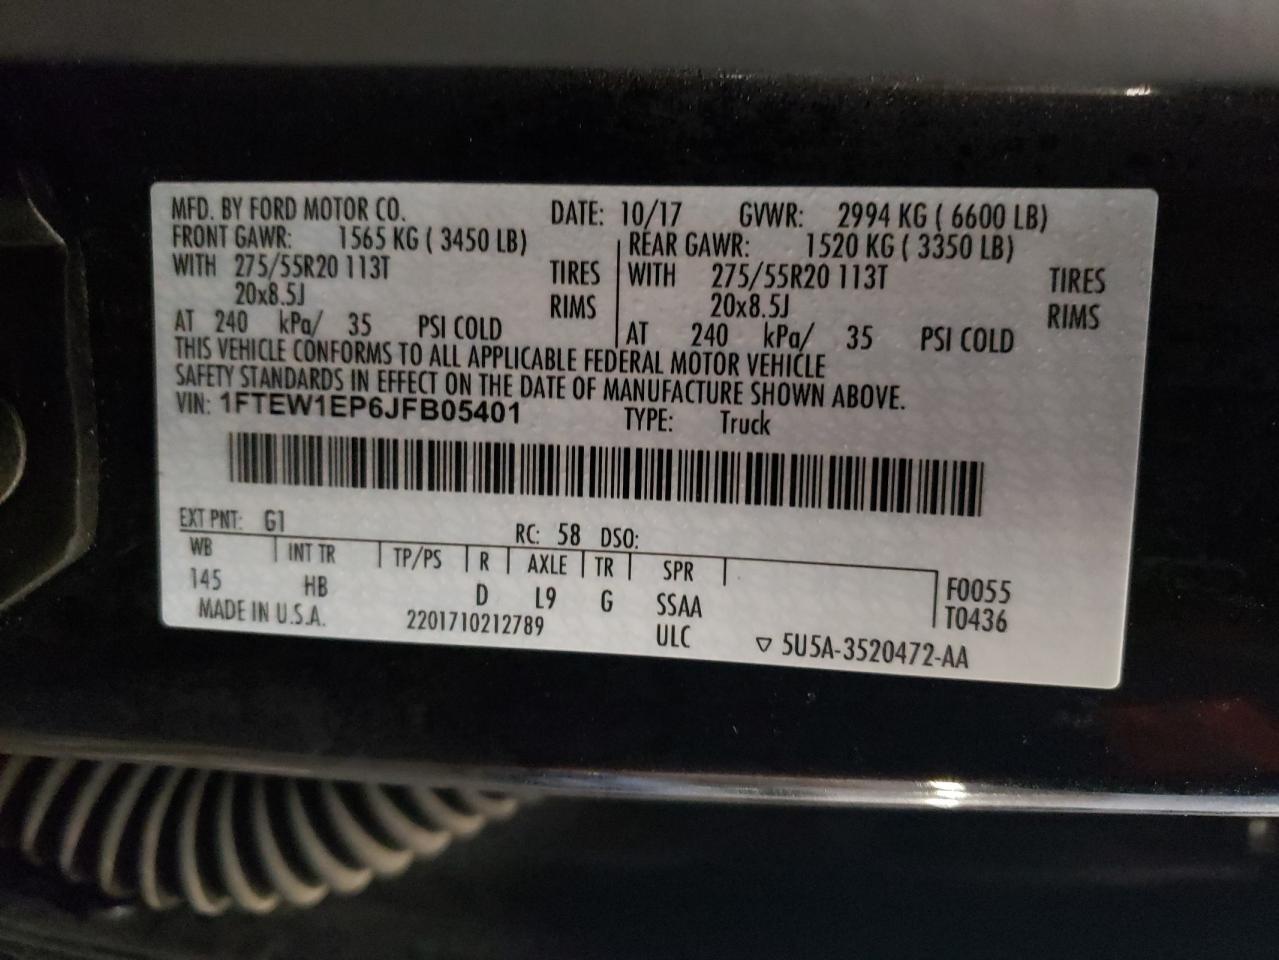 MFD. BY FORD MOTOR CO. DATE: 10/17 GVWR: 2994 KG ( 6600 LB)
FRONT GAWR: 1565 KG ( 3450 LB) REAR GAWR: 1520 KG ( 3350 LB)
WITH 275/55R20 113T TIRES WITH 275/55R20 113T TIRES
20x8.5J RIMS 20x8.5J RIMS
AT 240 kPa/ 35 PSI COLD AT 240 kPa/ 35 PSI COLD
THIS VEHICLE CONFORMS TO ALL APPLICABLE FEDERAL MOTOR VEHICLE
SAFETY STANDARDS IN EFFECT ON THE DATE OF MANUFACTURE SHOWN ABOVE.
VIN: 1FTEW1EP6JFB05401 TYPE: Truck
EXT PNT: G1 RC: 58 DSO:
WB INT TR TP/PS R AXLE TR SPR
145 HB D L9 G SSAA F0055
MADE IN U.S.A. 2201710212789 ULC T0436
▽ 5U5A-3520472-AA